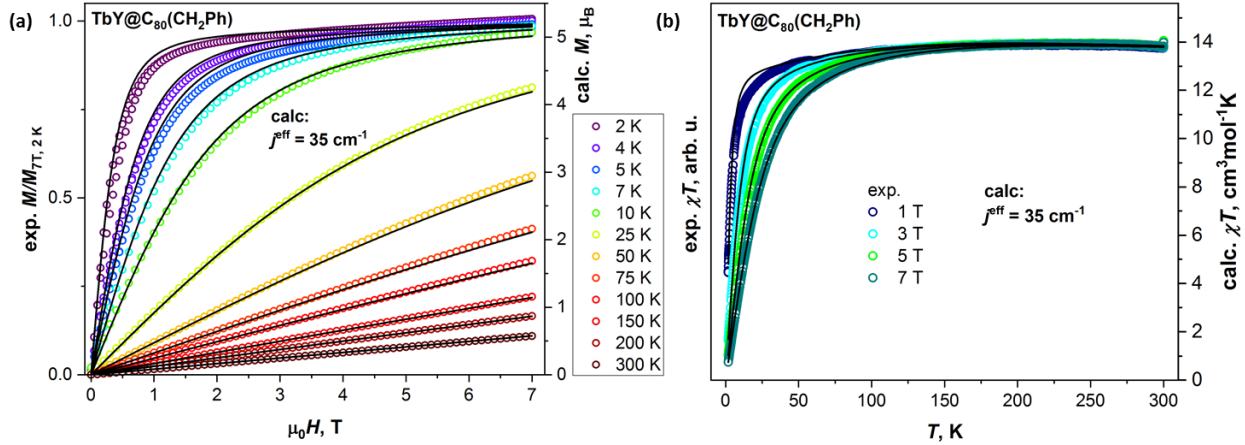 (a)
TbY@C₈₀(CH₂Ph)
exp. M/M₇T, 2 K
1.0
0.5
0.0
0 1 2 3 4 5 6 7
μ₀H, T
calc:
jᵉᶠᶠ = 35 cm⁻¹
5
4
3
2
1
0
calc. M, μB
2 K
4 K
5 K
7 K
10 K
25 K
50 K
75 K
100 K
150 K
200 K
300 K
(b)
TbY@C₈₀(CH₂Ph)
exp. χT, arb. u.
exp.
1 T
3 T
5 T
7 T
calc:
jᵉᶠᶠ = 35 cm⁻¹
0 50 100 150 200 250 300
T, K
14
12
10
8
6
4
2
0
calc. χT, cm³mol⁻¹K